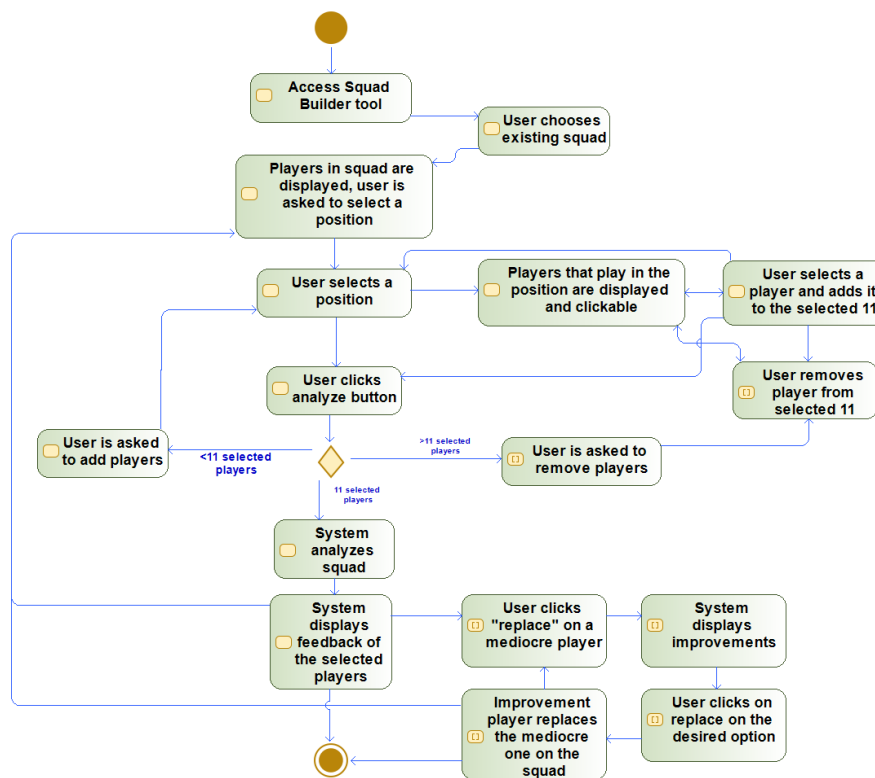 Access Squad
Builder tool
User chooses
existing squad
Players in squad are
displayed, user is
asked to select a
position
User selects a
position
Players that play in the
position are displayed
and clickable
User selects a
player and adds it
to the selected 11
User clicks
analyze button
User removes
player from
selected 11
User is asked
to add players
<11 selected
players
>11 selected
players
User is asked to
remove players
11 selected
players
System
analyzes
squad
System
displays
feedback of
the selected
players
User clicks
"replace" on a
mediocre player
System
displays
improvements
Improvement
player replaces
the mediocre
one on the
squad
User clicks on
replace on the
desired option